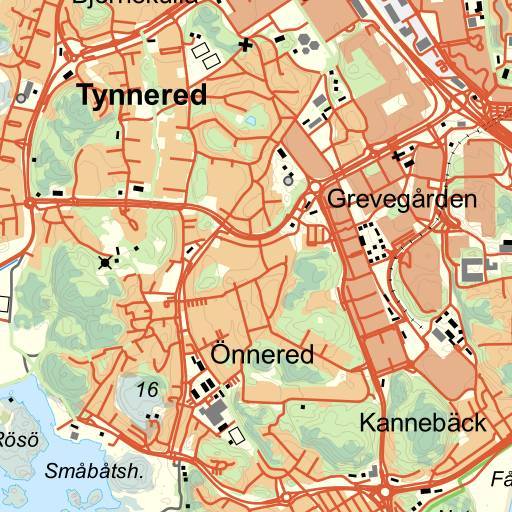 Tynnered
Grevegården
Önnered
16
Kannebäck
Rösö
Småbåtsh.